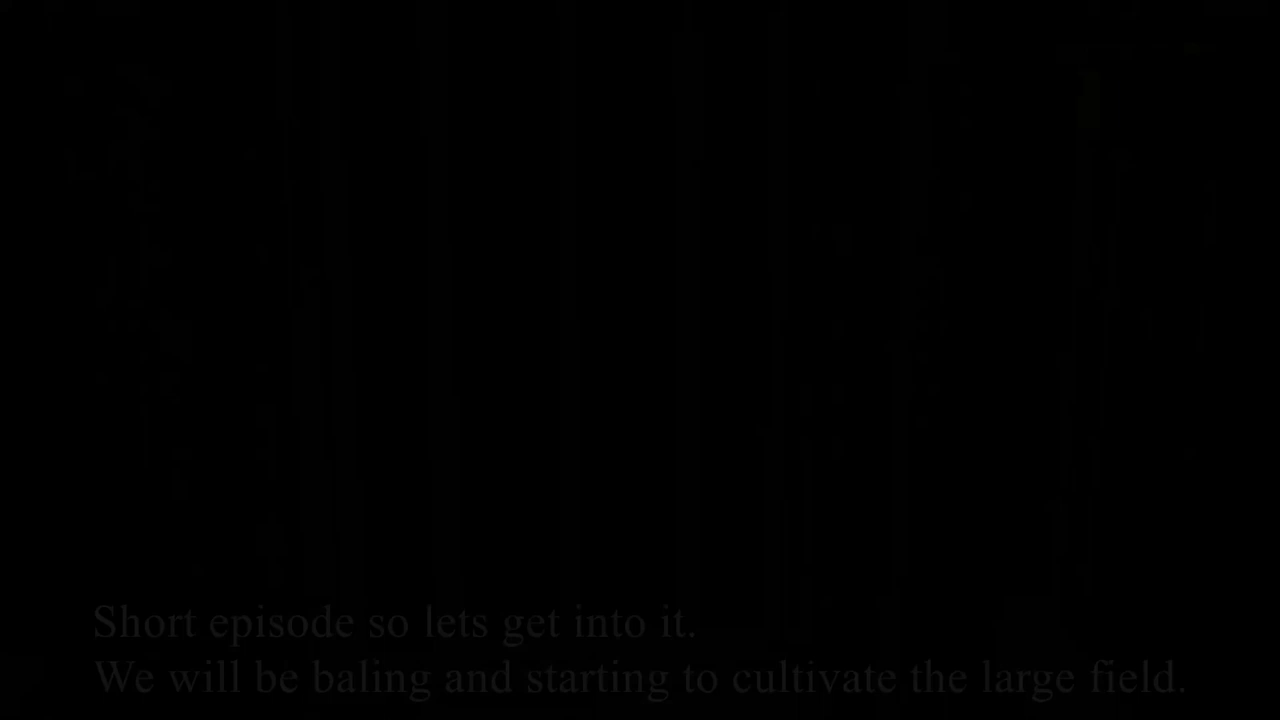 Short episode so lets get into it.
We will be baling and starting to cultivate the large field.